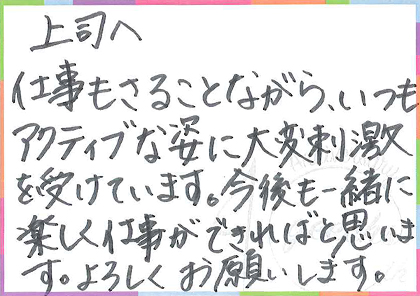 上司へ
仕事もさることながら、いつも
アクティブな姿に大変刺激
を受けています。今後も一緒に
楽しく仕事ができればと思いま
す。よろしくお願いします。